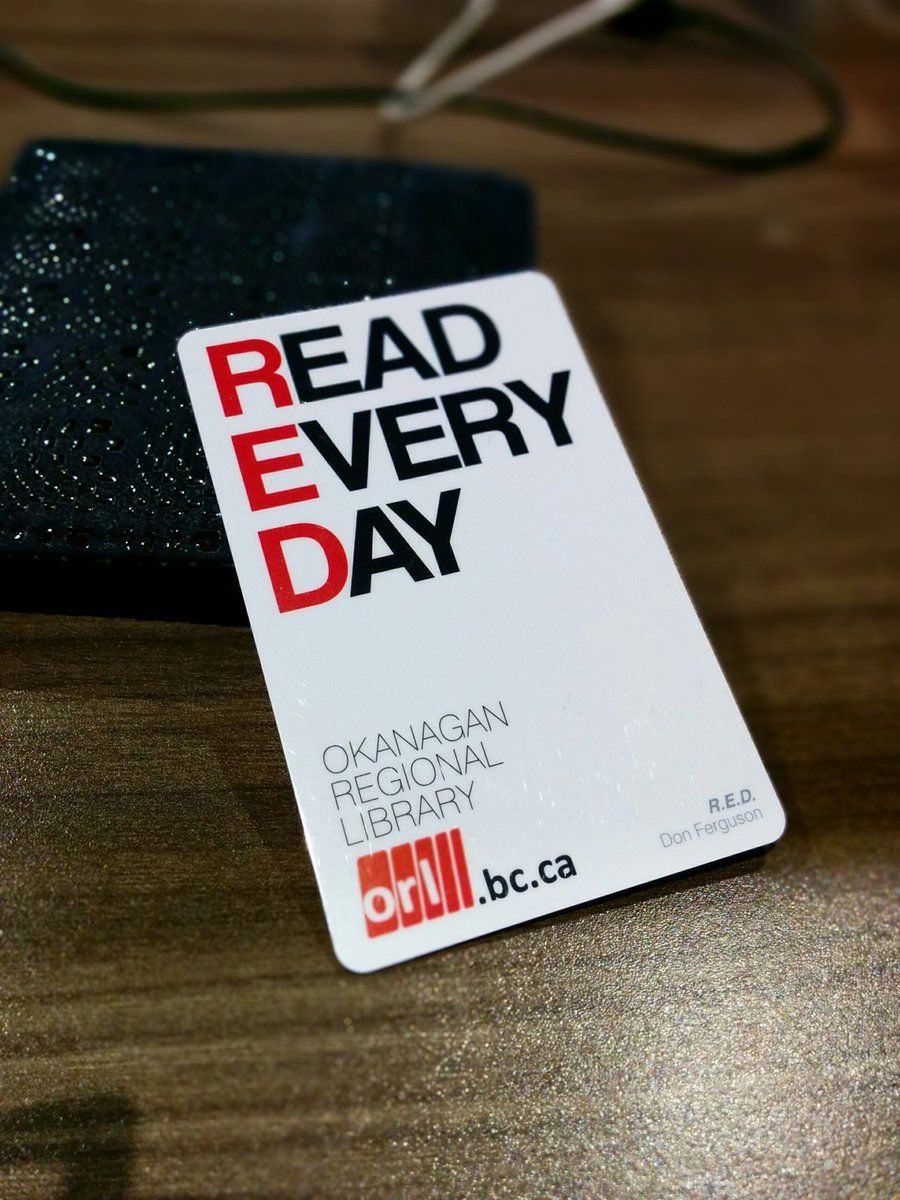 READ
EVERY
DAY
OKANAGAN
REGIONAL
LIBRARY
orl.bc.ca
R.E.D.
Don Ferguson